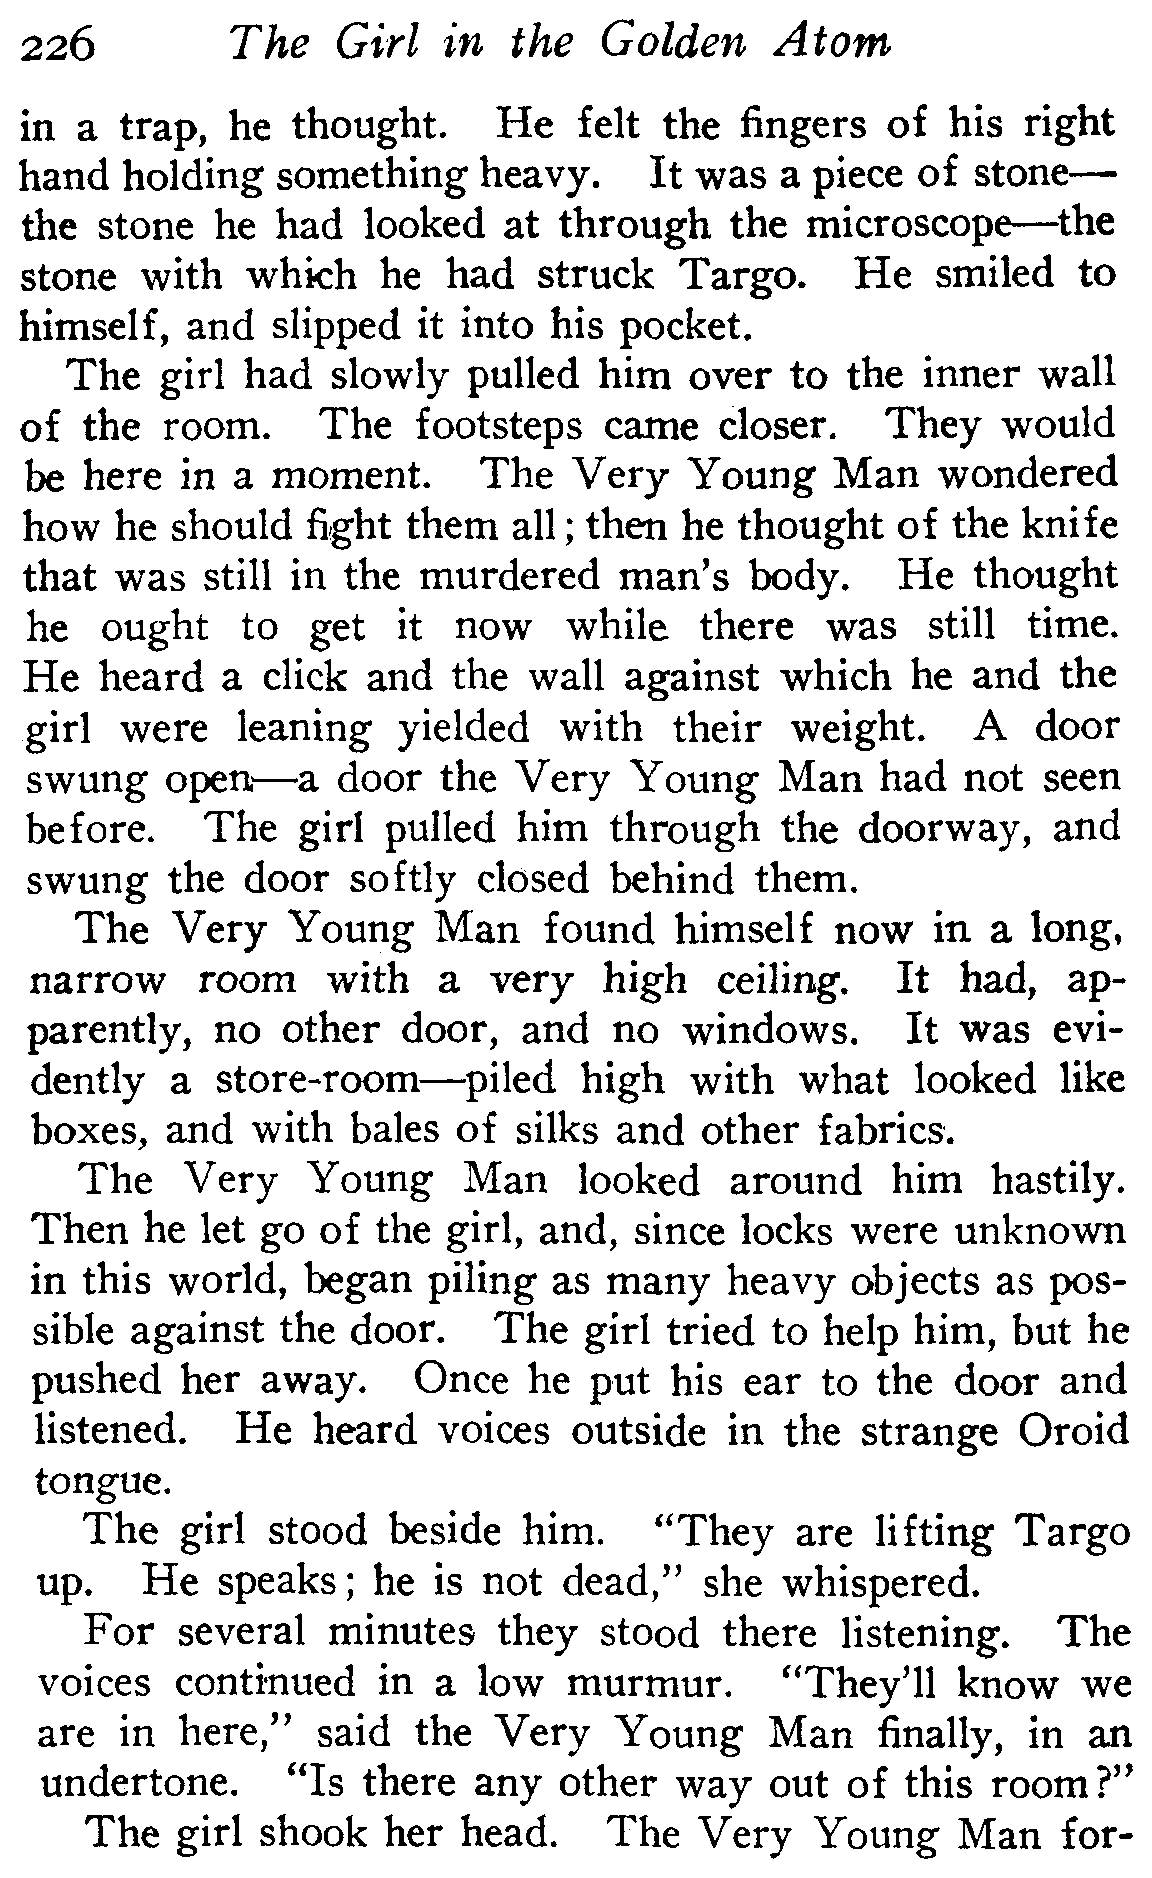 226 The Girl in the Golden Atom
in a trap, he thought. He felt the fingers of his right
hand holding something heavy. It was a piece of stone—
the stone he had looked at through the microscope—the
stone with which he had struck Targo. He smiled to
himself, and slipped it into his pocket.
The girl had slowly pulled him over to the inner wall
of the room. The footsteps came closer. They would
be here in a moment. The Very Young Man wondered
how he should fight them all; then he thought of the knife
that was still in the murdered man's body. He thought
he ought to get it now while there was still time.
He heard a click and the wall against which he and the
girl were leaning yielded with their weight. A door
swung open—a door the Very Young Man had not seen
before. The girl pulled him through the doorway, and
swung the door softly closed behind them.
The Very Young Man found himself now in a long,
narrow room with a very high ceiling. It had, ap-
parently, no other door, and no windows. It was evi-
dently a store-room—piled high with what looked like
boxes, and with bales of silks and other fabrics.
The Very Young Man looked around him hastily.
Then he let go of the girl, and, since locks were unknown
in this world, began piling as many heavy objects as pos-
sible against the door. The girl tried to help him, but he
pushed her away. Once he put his ear to the door and
listened. He heard voices outside in the strange Oroid
tongue.
The girl stood beside him. "They are lifting Targo
up. He speaks; he is not dead," she whispered.
For several minutes they stood there listening. The
voices continued in a low murmur. "They'll know we
are in here," said the Very Young Man finally, in an
undertone. "Is there any other way out of this room?"
The girl shook her head. The Very Young Man for-